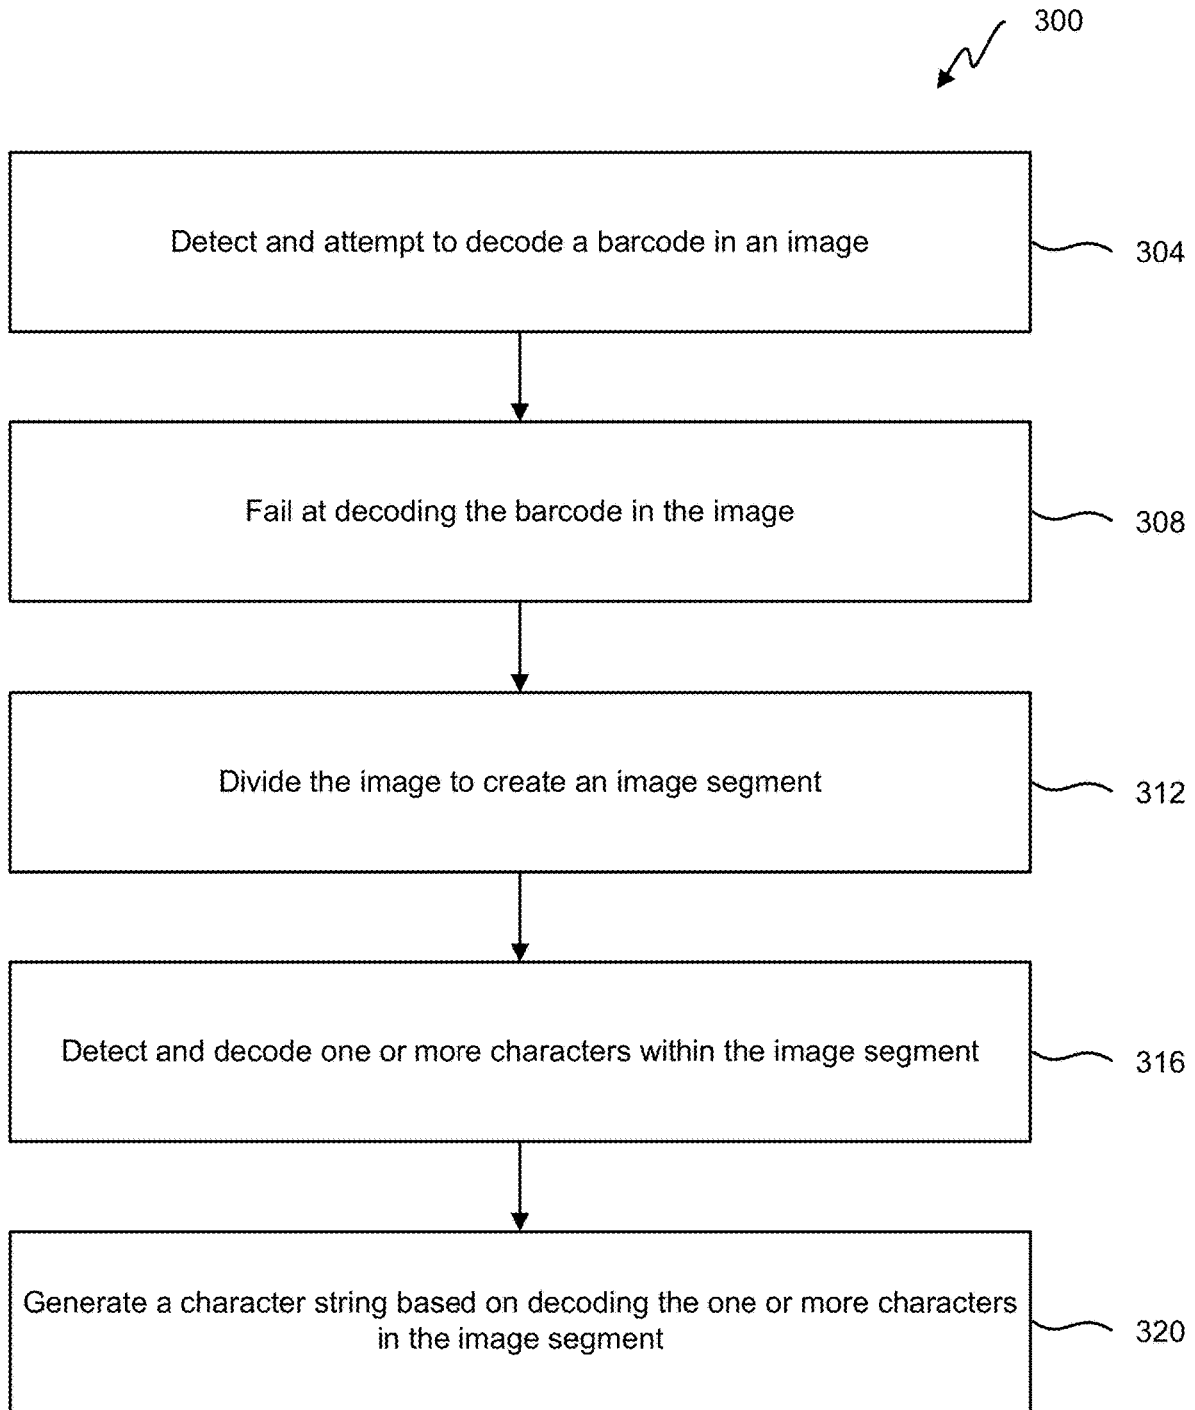 300
Detect and attempt to decode a barcode in an image
304
Fail at decoding the barcode in the image
308
Divide the image to create an image segment
312
Detect and decode one or more characters within the image segment
316
Generate a character string based on decoding the one or more characters
in the image segment
320